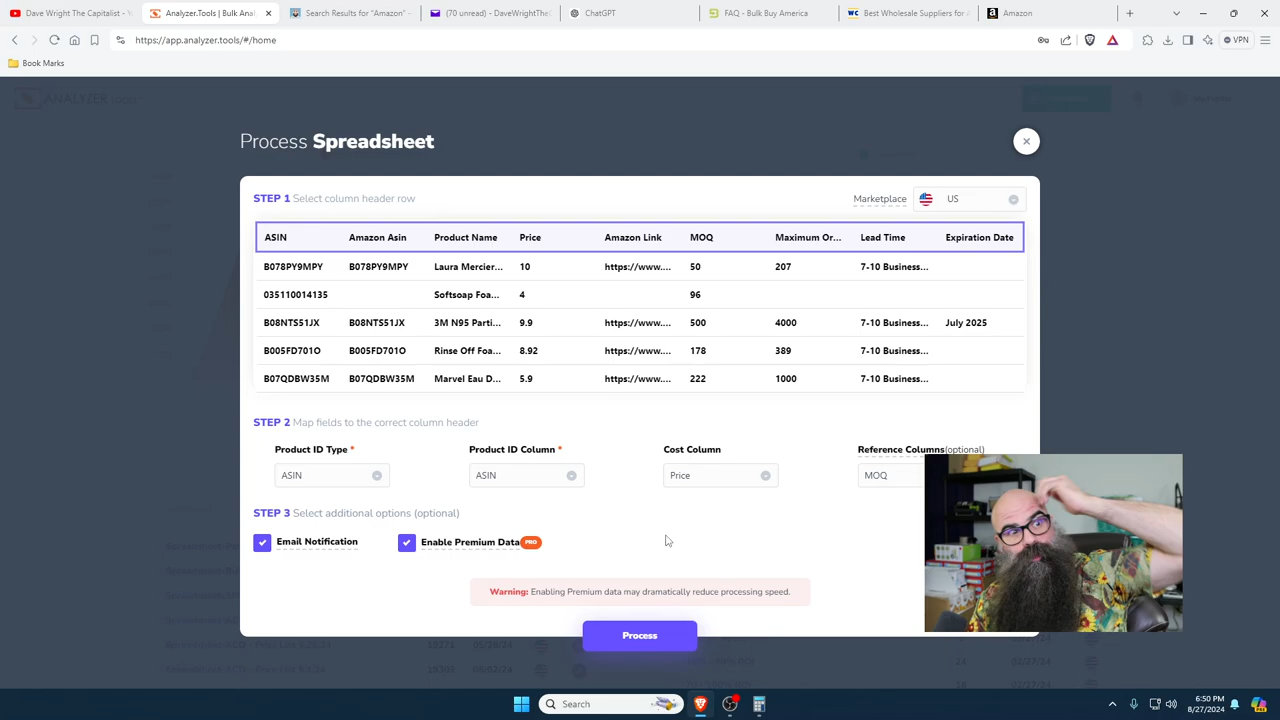 Dave Wright The Capitalist - Y
Analyzer.Tools | Bulk Anal
Search Results for "Amazon" -
(70 unread) - DaveWrightThe
ChatGPT
FAQ - Bulk Buy America
Best Wholesale Suppliers for A
Amazon
https://app.analyzer.tools/#/home
VPN
Book Marks
ANALYZER
Process Spreadsheet
STEP 1 Select column header row
Marketplace US
ASIN Amazon Asin Product Name Price Amazon Link MOQ Maximum Or... Lead Time Expiration Date
B078PY9MPY B078PY9MPY Laura Mercier... 10 https://www.... 50 207 7-10 Business...
035110014135 Softsoap Foa... 4 96
B08NTS51JX B08NTS51JX 3M N95 Parti... 9.9 https://www.... 500 4000 7-10 Business... July 2025
B005FD701O B005FD701O Rinse Off Foa... 8.92 https://www.... 178 389 7-10 Business...
B07QDBW35M B07QDBW35M Marvel Eau D... 5.9 https://www.... 222 1000 7-10 Business...
STEP 2 Map fields to the correct column header
Product ID Type * Product ID Column * Cost Column Reference Columns(optional)
ASIN ASIN Price MOQ
STEP 3 Select additional options (optional)
Email Notification Enable Premium Data PRO
Warning: Enabling Premium data may dramatically reduce processing speed.
Process
Search
6:50 PM
8/27/2024